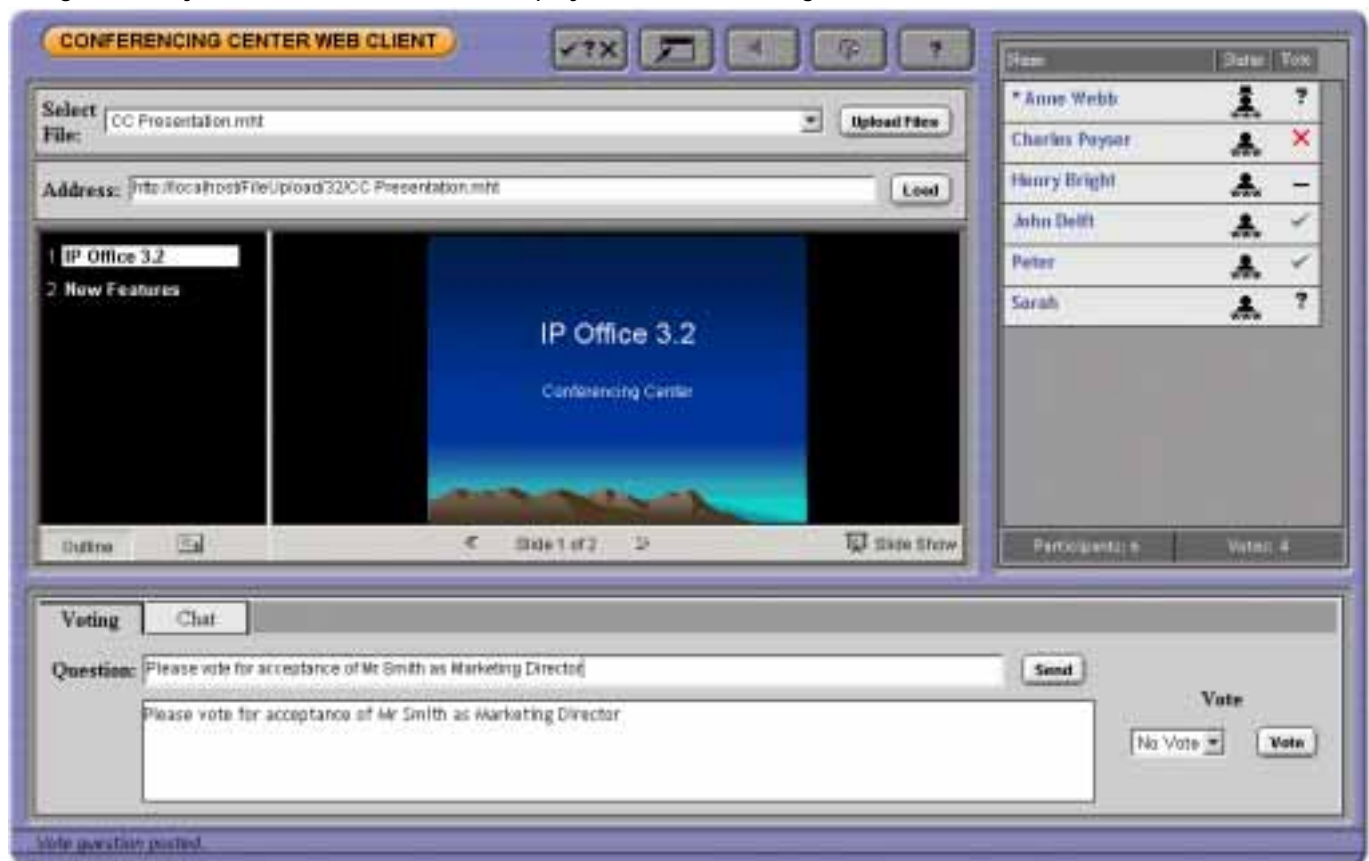 CONFERENCING CENTER WEB CLIENT
✓?X
?
Name Status Vote
Select File: CC Presentation.mht Upload Files
* Anne Webb ?
Charles Peyser ✕
Address: http://localhost/FileUpload/32/CC Presentation.mht Load
Henry Bright –
John Delft ✓
1 IP Office 3.2
Peter ✓
2 New Features
Sarah ?
IP Office 3.2
Conferencing Center
Outline
Slide 1 of 2
Slide Show
Participants: 6 Votes: 4
Voting Chat
Question: Please vote for acceptance of Mr Smith as Marketing Director Send
Please vote for acceptance of Mr Smith as Marketing Director
Vote
No Vote Vote
Vote question posted.